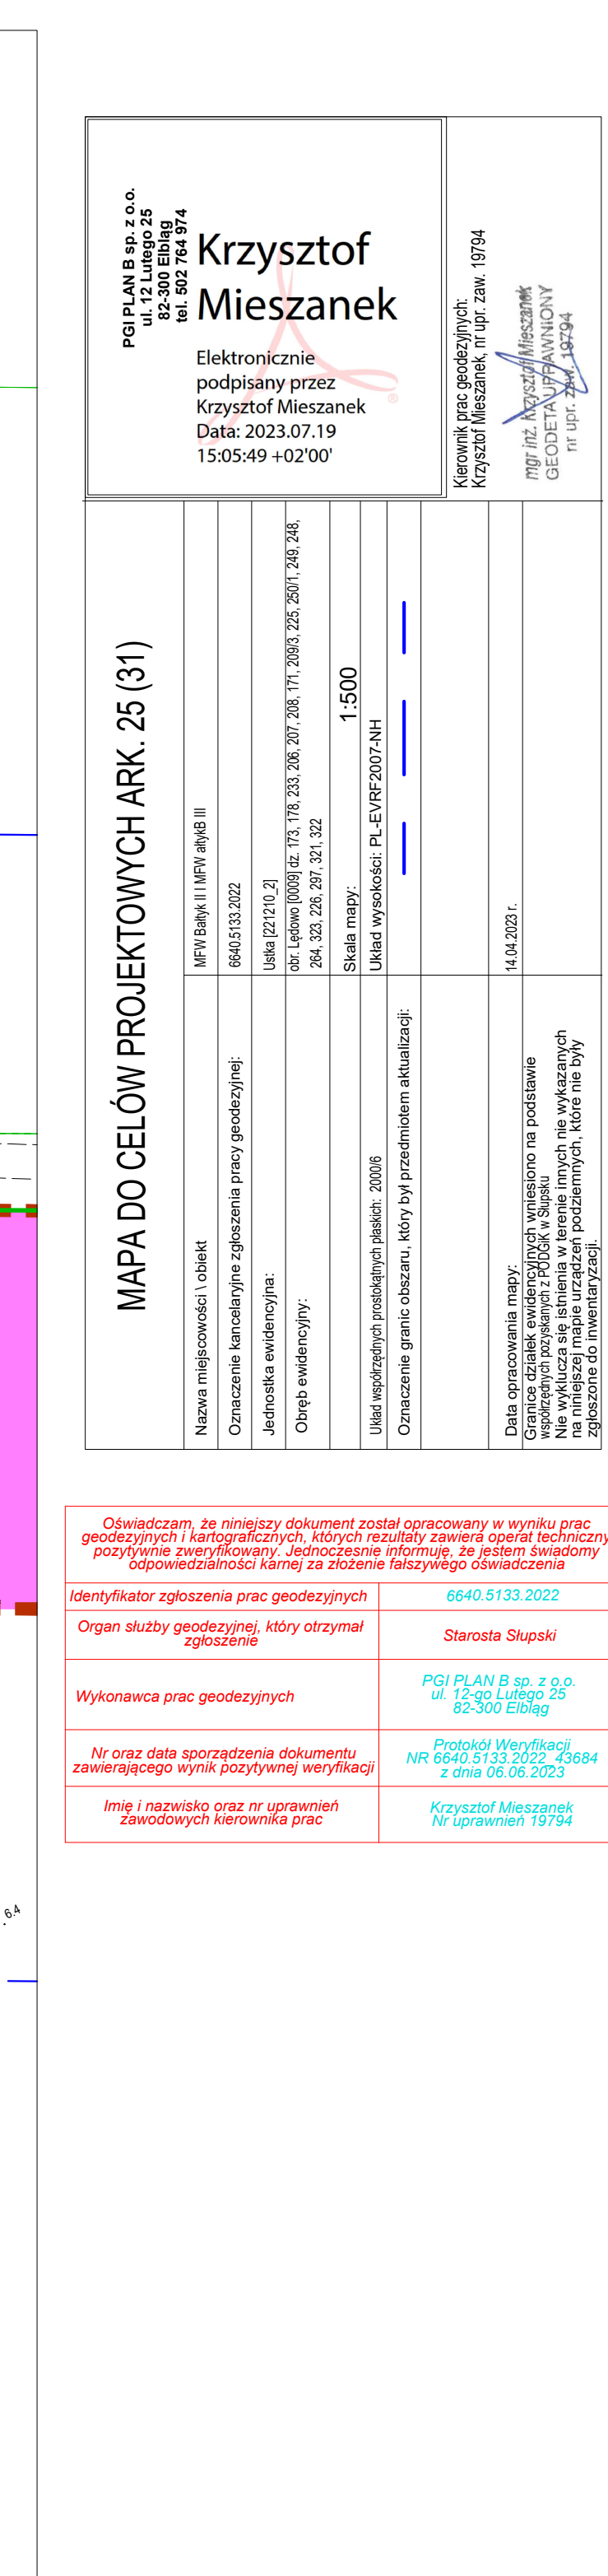 PGI PLAN B sp. z o.o.
ul. 12 Lutego 25
82-300 Elbląg
tel. 502 764 974
Krzysztof
Mieszanek
Elektronicznie
podpisany przez
Krzysztof Mieszanek
Data: 2023.07.19
15:05:49 +02'00'
®
Kierownik prac geodezyjnych:
Krzysztof Mieszanek, nr upr. zaw. 19794
mgr inż. Krzysztof Mieszanek
GEODETA UPRAWNIONY
nr upr. zaw. 19794
MAPA DO CELÓW PROJEKTOWYCH ARK. 25 (31)
Nazwa miejscowości \ obiekt
MFW Bałtyk II I MFW ałtykB III
Oznaczenie kancelaryjne zgłoszenia pracy geodezyjnej:
6640.5133.2022
Jednostka ewidencyjna:
Ustka [221210_2]
Obręb ewidencyjny:
obr. Lędowo [0009] dz. 173, 178, 233, 206, 207, 208, 171, 209/3, 225, 250/1, 249, 248,
264, 323, 226, 297, 321, 322
Skala mapy:
1:500
Układ współrzędnych prostokątnych płaskich: 2000/6
Układ wysokości: PL-EVRF2007-NH
Oznaczenie granic obszaru, który był przedmiotem aktualizacji:
Data opracowania mapy:
14.04.2023 r.
Granice działek ewidencyjnych wniesiono na podstawie
współrzędnych pozyskanych z PODGiK w Słupsku
Nie wyklucza się istnienia w terenie innych nie wykazanych
na niniejszej mapie urządzeń podziemnych, które nie były
zgłoszone do inwentaryzacji.
Oświadczam, że niniejszy dokument został opracowany w wyniku prac
geodezyjnych i kartograficznych, których rezultaty zawiera operat techniczny
pozytywnie zweryfikowany. Jednoczesnie informuję, że jestem świadomy
odpowiedzialności karnej za złożenie fałszywego oświadczenia
Identyfikator zgłoszenia prac geodezyjnych
6640.5133.2022
Organ służby geodezyjnej, który otrzymał
zgłoszenie
Starosta Słupski
Wykonawca prac geodezyjnych
PGI PLAN B sp. z o.o.
ul. 12-go Lutego 25
82-300 Elbląg
Nr oraz data sporządzenia dokumentu
zawierającego wynik pozytywnej weryfikacji
Protokół Weryfikacji
NR 6640.5133.2022_43684
z dnia 06.06.2023
Imię i nazwisko oraz nr uprawnień
zawodowych kierownika prac
Krzysztof Mieszanek
Nr uprawnień 19794
6.4